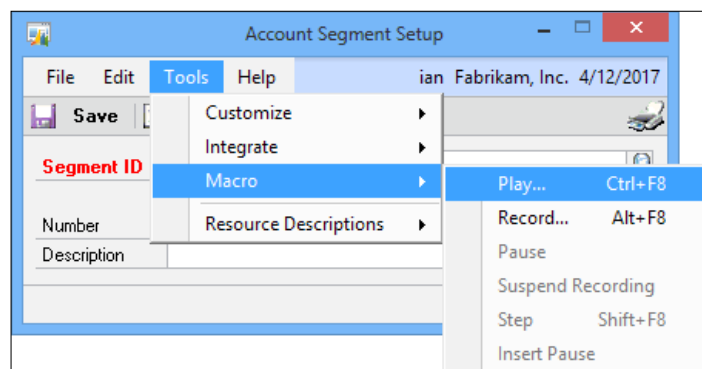 Account Segment Setup
File Edit Tools Help ian Fabrikam, Inc. 4/12/2017
Save
Customize
Integrate
Segment ID
Macro
Play... Ctrl+F8
Number
Resource Descriptions
Record... Alt+F8
Description
Pause
Suspend Recording
Step Shift+F8
Insert Pause